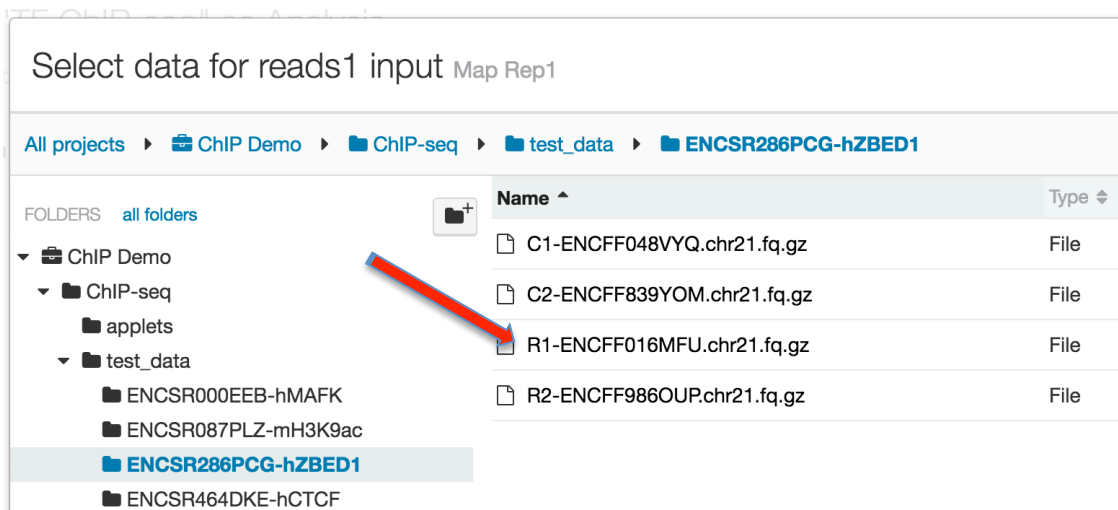 Select data for reads1 input Map Rep1
All projects ChIP Demo ChIP-seq test_data ENCSR286PCG-hZBED1
FOLDERS all folders
ChIP Demo
ChIP-seq
applets
test_data
ENCSR000EEB-hMAFK
ENCSR087PLZ-mH3K9ac
ENCSR286PCG-hZBED1
ENCSR464DKE-hCTCF
Name Type
C1-ENCFF048VYQ.chr21.fq.gz File
C2-ENCFF839YOM.chr21.fq.gz File
R1-ENCFF016MFU.chr21.fq.gz File
R2-ENCFF986OUP.chr21.fq.gz File